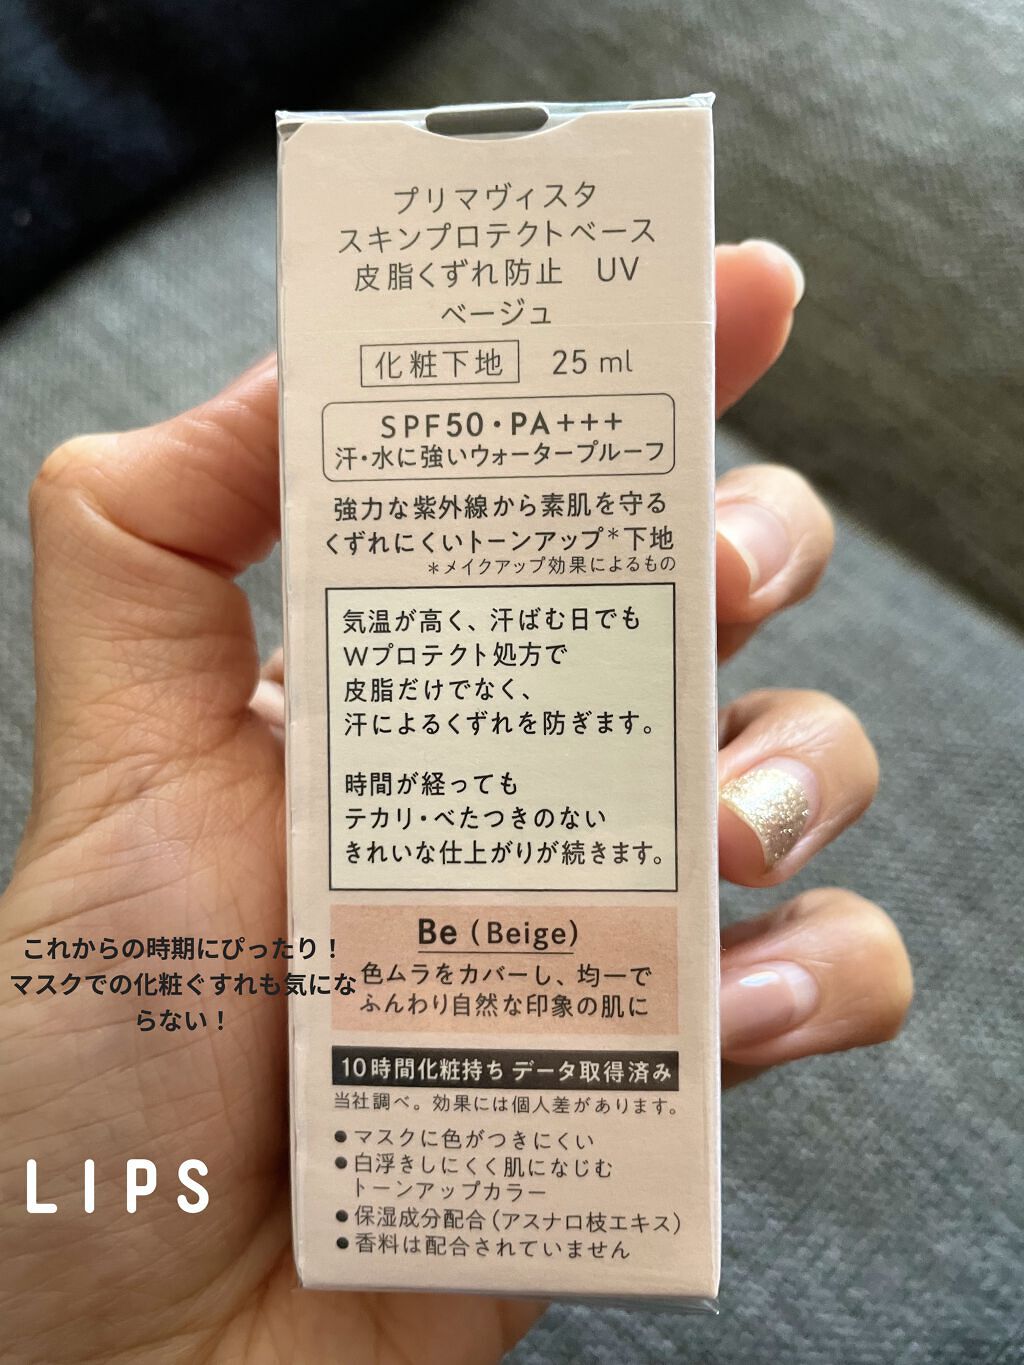 プリマヴィスタ
スキンプロテクトベース
皮脂くずれ防止 UV
ベージュ
化粧下地 25 ml
SPF50・PA+++
汗・水に強いウォータープルーフ
強力な紫外線から素肌を守る
くずれにくいトーンアップ*下地
*メイクアップ効果によるもの
気温が高く、汗ばむ日でも
Wプロテクト処方で
皮脂だけでなく、
汗によるくずれを防ぎます。
時間が経っても
テカリ・べたつきのない
きれいな仕上がりが続きます。
Be (Beige)
色ムラをカバーし、均一で
ふんわり自然な印象の肌に
これからの時期にぴったり!
マスクでの化粧ぐすれも気にな
らない!
10時間化粧持ち データ取得済み
当社調べ。効果には個人差があります。
●マスクに色がつきにくい
●白浮きしにくく肌になじむ
トーンアップカラー
●保湿成分配合(アスナロ枝エキス)
●香料は配合されていません
LIPS